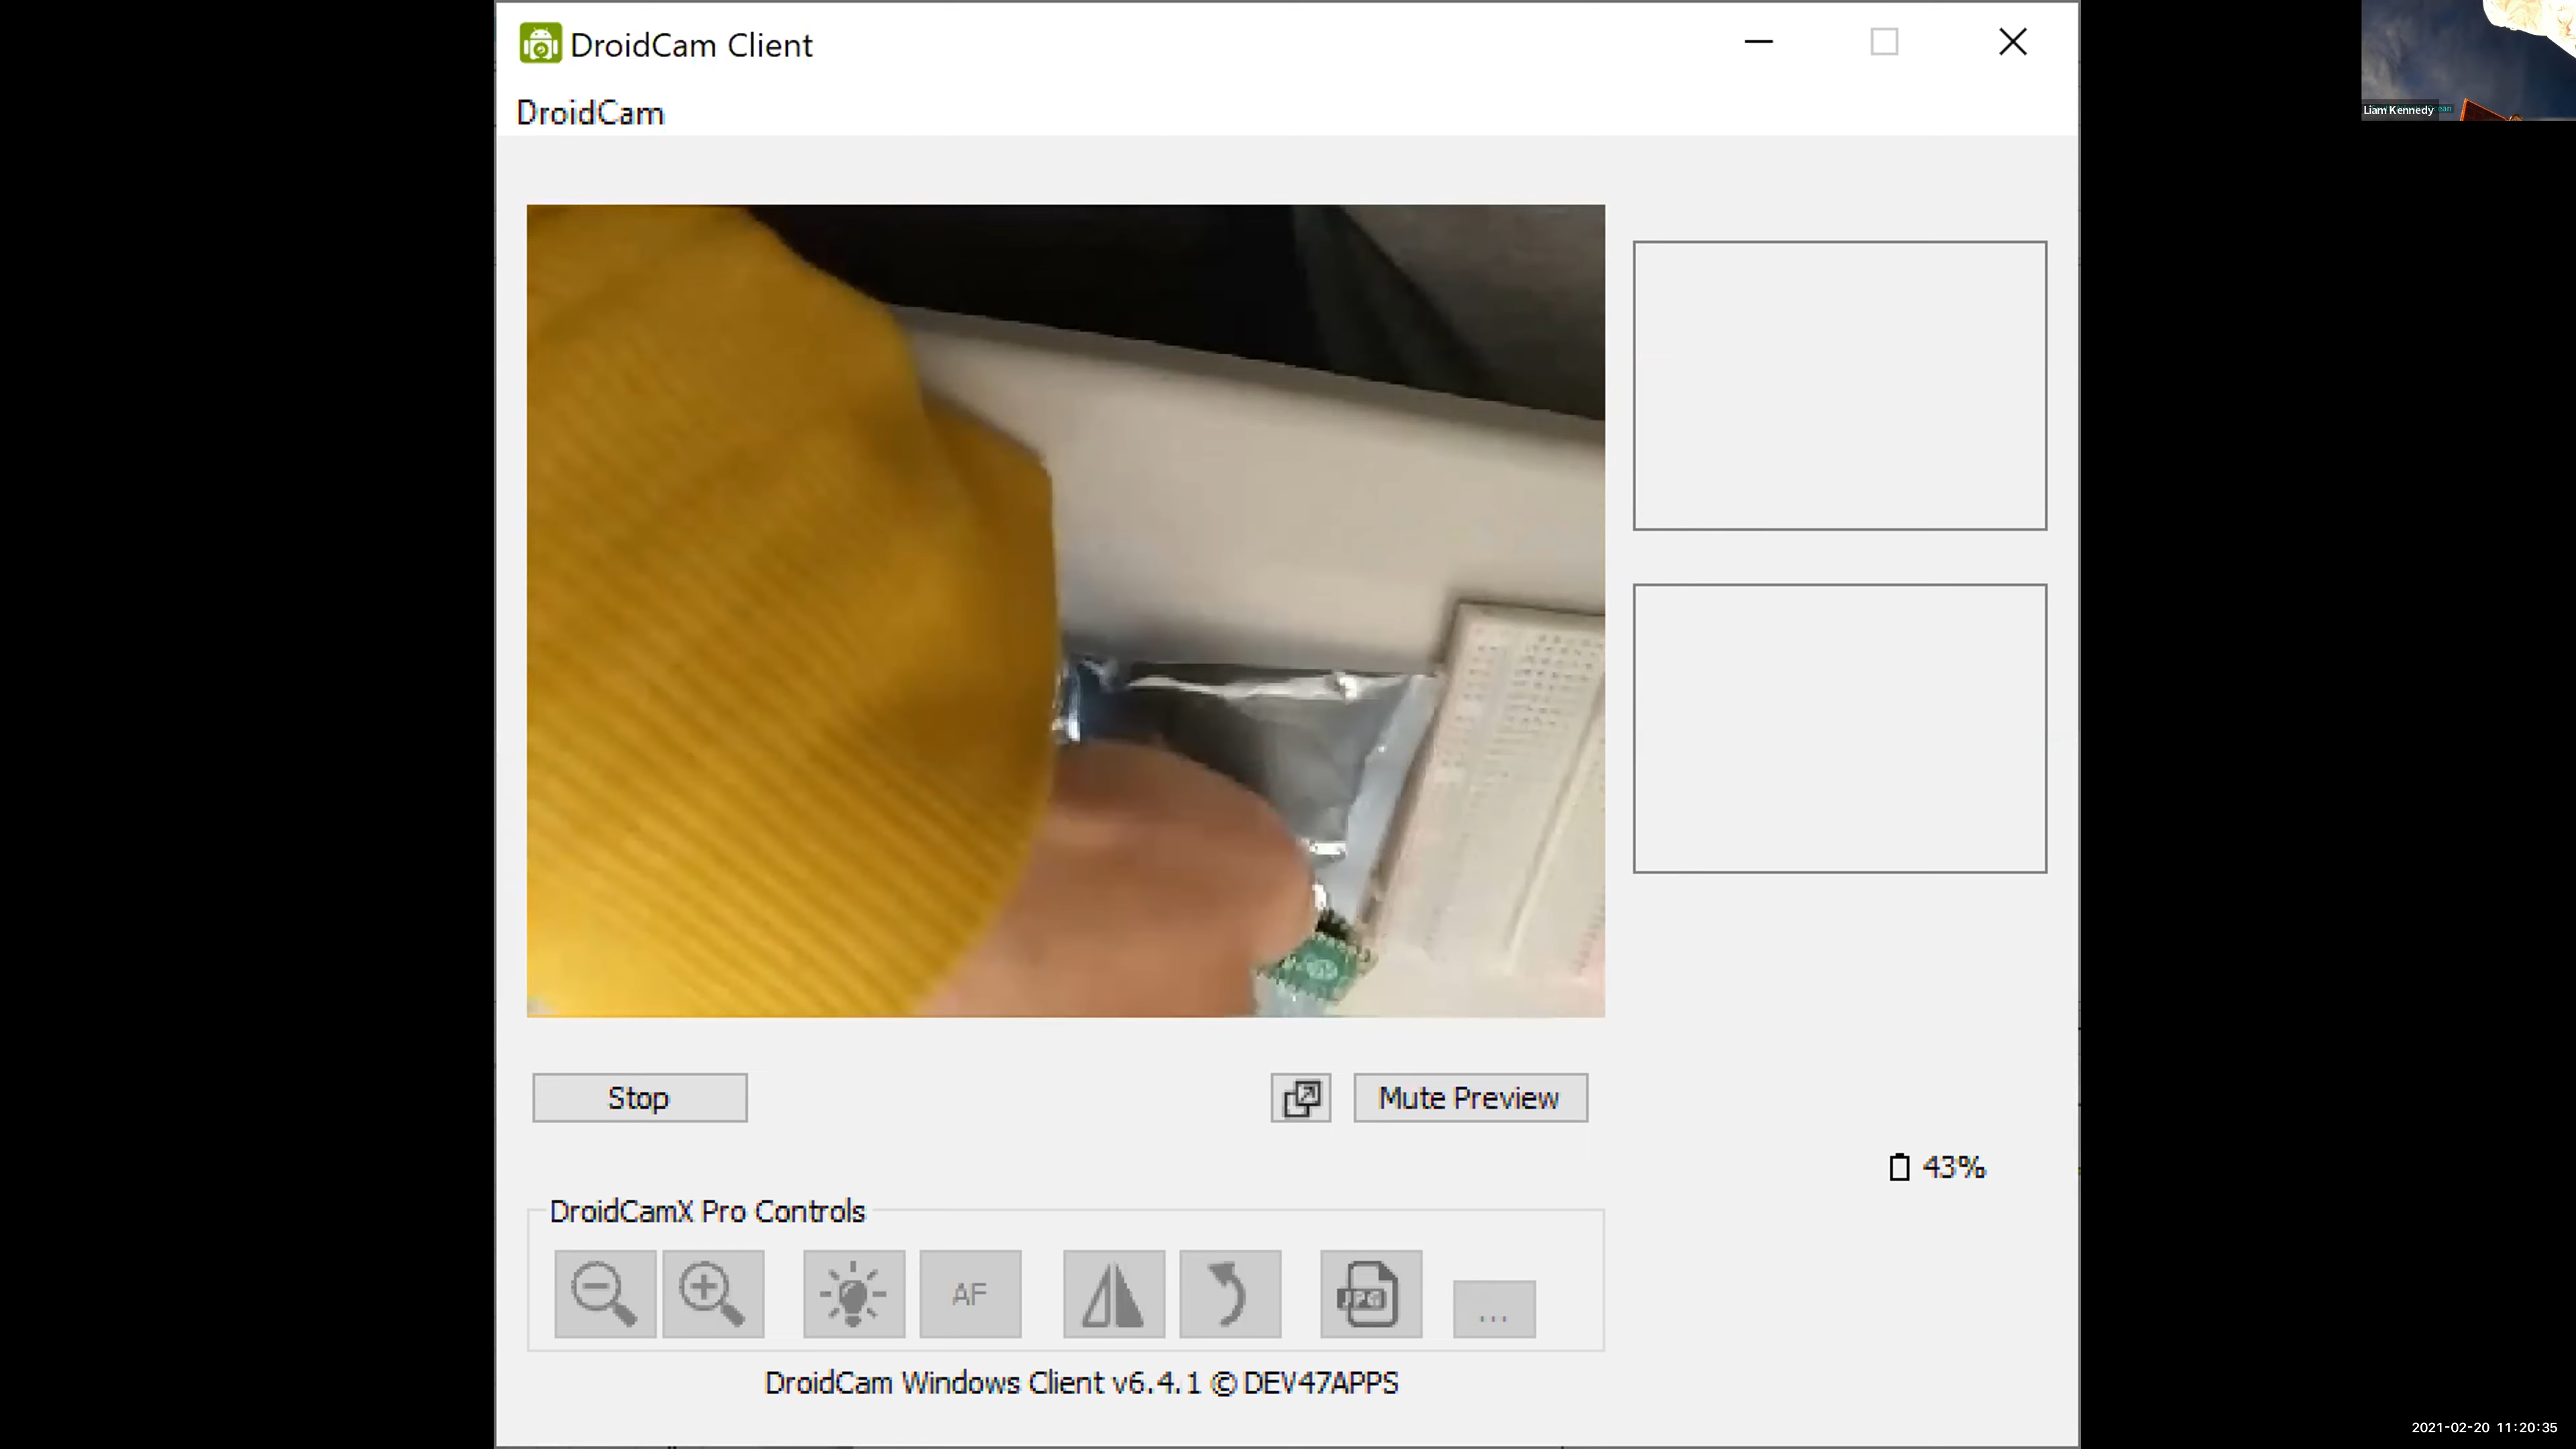 DroidCam Client
DroidCam
Liam Kennedy
Stop
Mute Preview
43%
DroidCamX Pro Controls
AF
JPG
...
DroidCam Windows Client v6.4.1 © DEV47APPS
2021-02-20 11:20:35